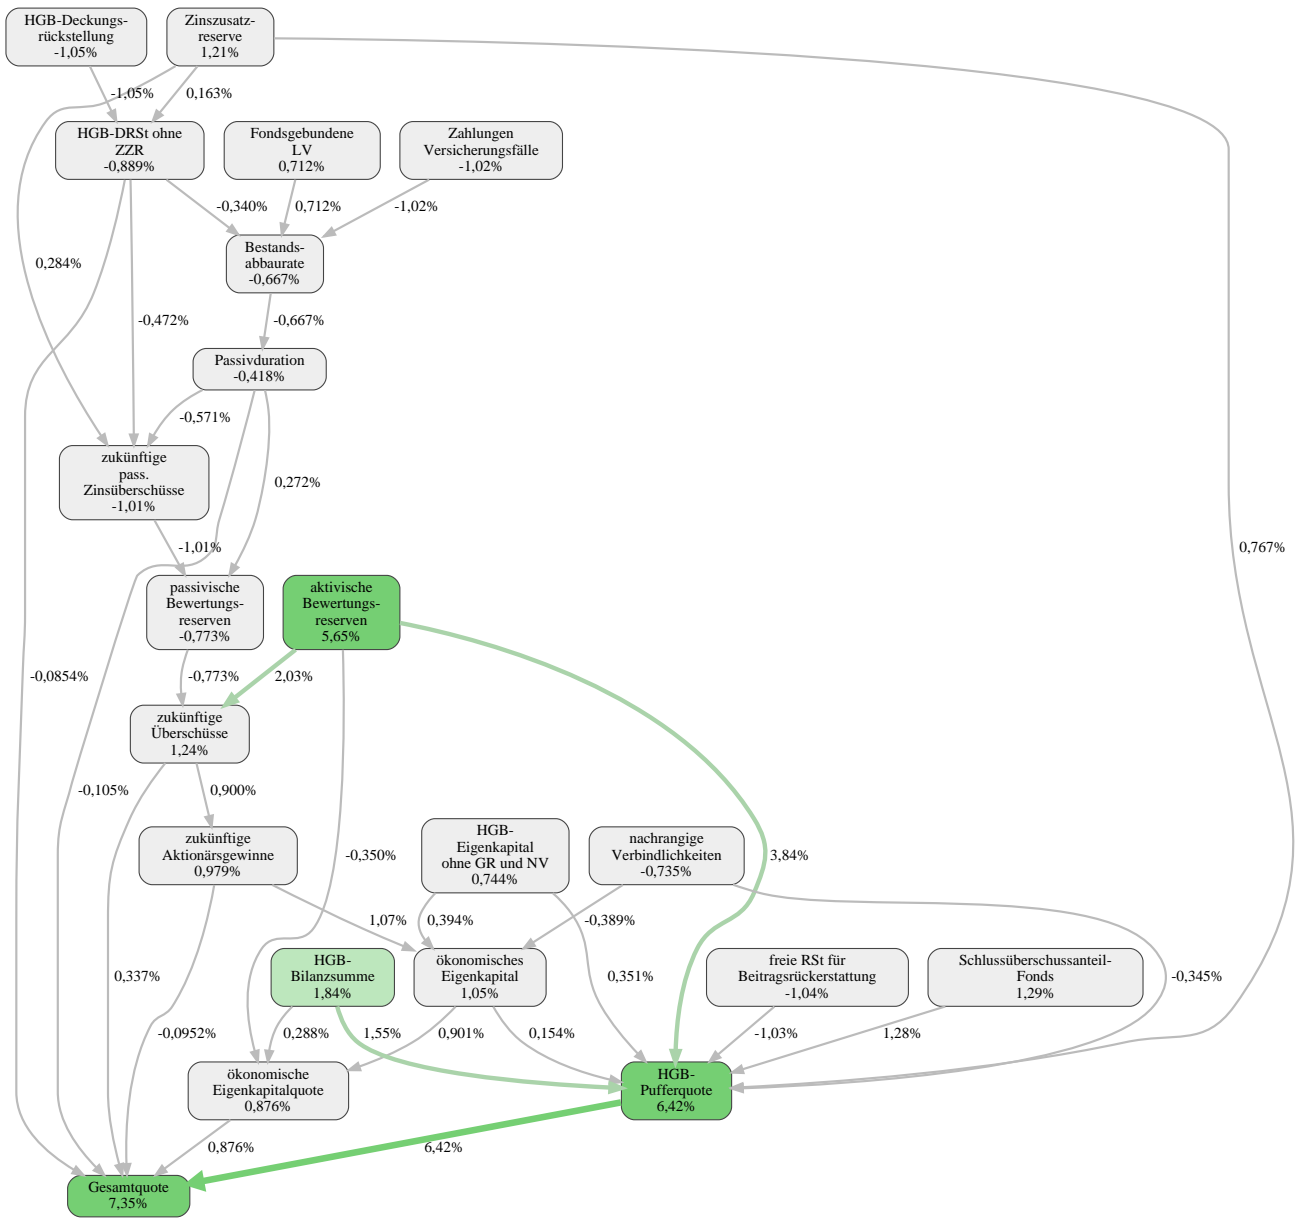 HGB-Deckungs-
rückstellung
-1,05%
Zinszusatz-
reserve
1,21%
-1,05%
0,163%
HGB-DRSt ohne
ZZR
-0,889%
Fondsgebundene
LV
0,712%
Zahlungen
Versicherungsfälle
-1,02%
-0,340%
0,712%
-1,02%
Bestands-
abbaurate
-0,667%
0,284%
-0,472%
-0,667%
Passivduration
-0,418%
-0,571%
0,272%
zukünftige
pass.
Zinsüberschüsse
-1,01%
-1,01%
0,767%
passivische
Bewertungs-
reserven
-0,773%
aktivische
Bewertungs-
reserven
5,65%
-0,0854%
-0,773%
2,03%
zukünftige
Überschüsse
1,24%
-0,105%
0,900%
zukünftige
Aktionärsgewinne
0,979%
-0,350%
HGB-
Eigenkapital
ohne GR und NV
0,744%
nachrangige
Verbindlichkeiten
-0,735%
3,84%
1,07%
0,394%
-0,389%
HGB-
Bilanzsumme
1,84%
ökonomisches
Eigenkapital
1,05%
freie RSt für
Beitragsrückerstattung
-1,04%
Schlussüberschussanteil-
Fonds
1,29%
0,337%
0,351%
-0,345%
-0,0952%
0,288%
1,55%
0,901%
0,154%
-1,03%
1,28%
ökonomische
Eigenkapitalquote
0,876%
HGB-
Pufferquote
6,42%
0,876%
6,42%
Gesamtquote
7,35%